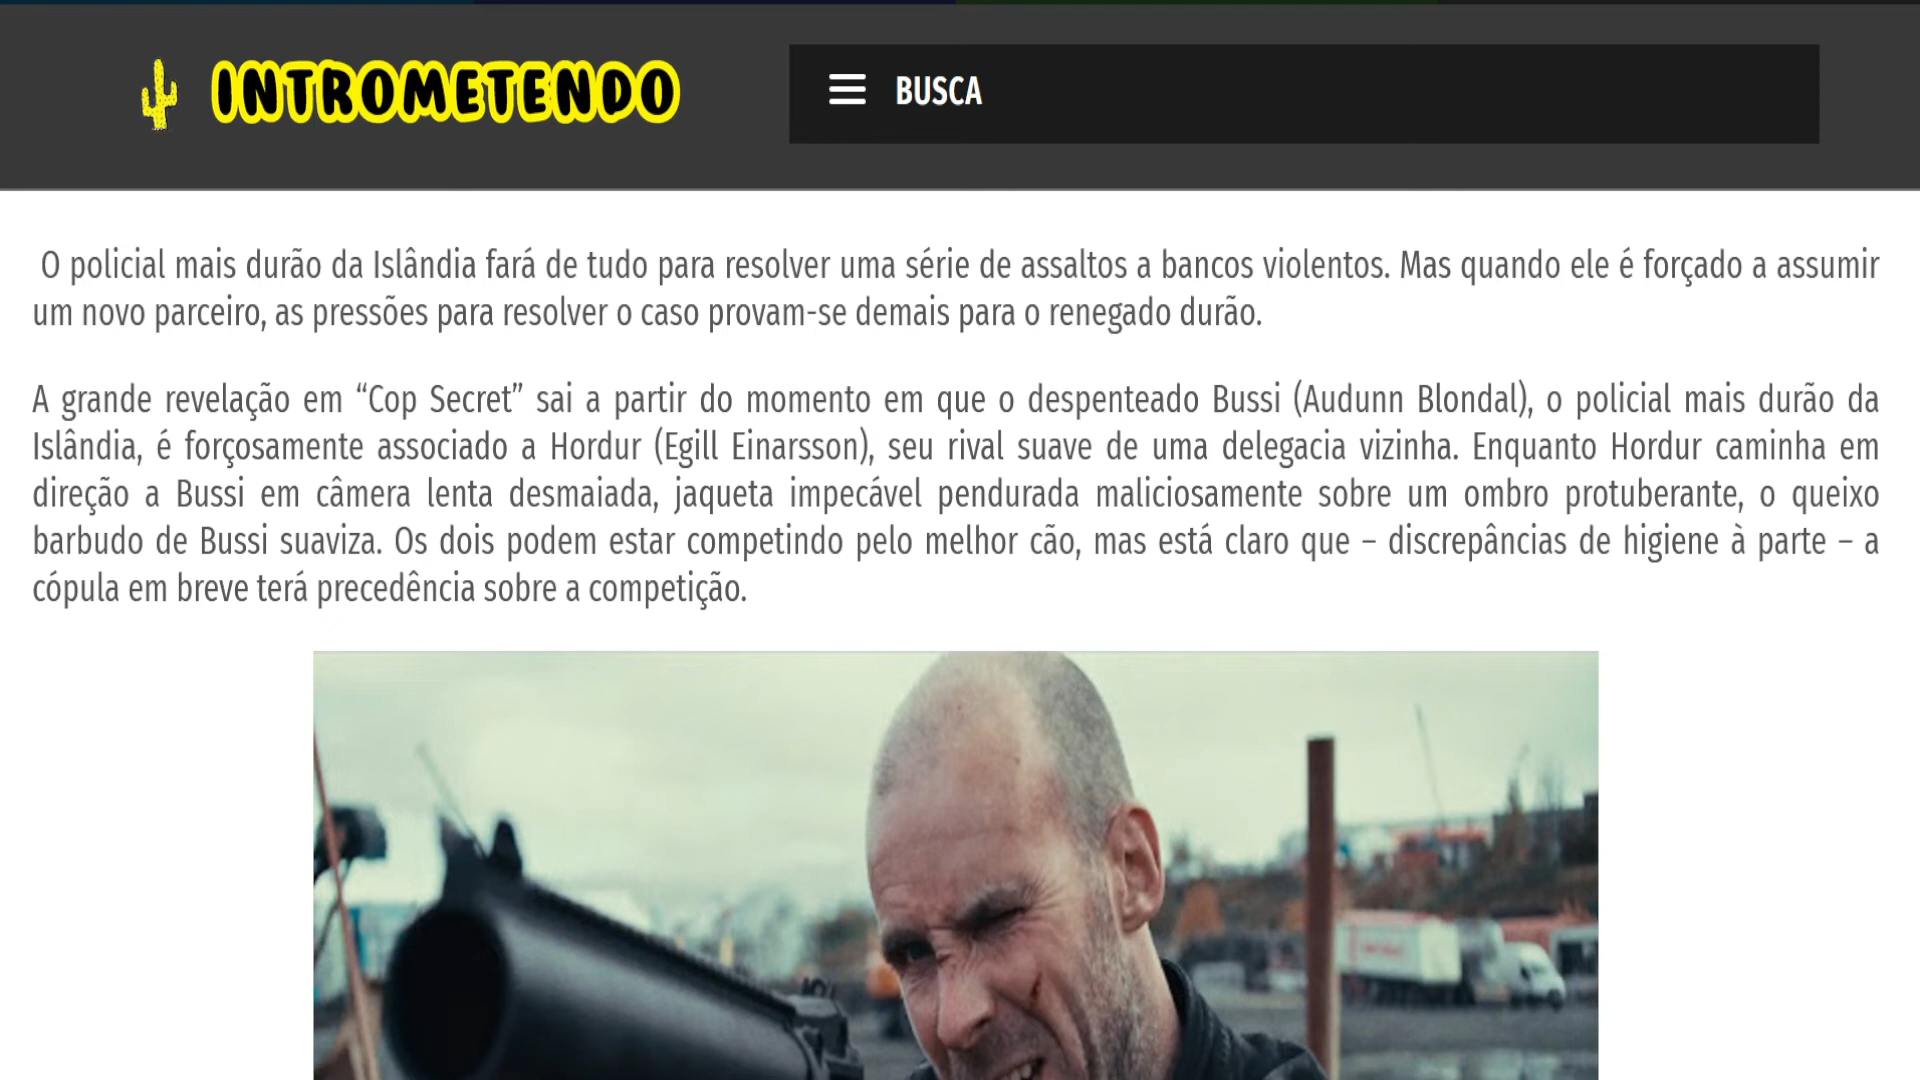 INTROMETENDO
BUSCA
O policial mais durão da Islândia fará de tudo para resolver uma série de assaltos a bancos violentos. Mas quando ele é forçado a assumir
um novo parceiro, as pressões para resolver o caso provam-se demais para o renegado durão.
A grande revelação em “Cop Secret” sai a partir do momento em que o despenteado Bussi (Audunn Blondal), o policial mais durão da
Islândia, é forçosamente associado a Hordur (Egill Einarsson), seu rival suave de uma delegacia vizinha. Enquanto Hordur caminha em
direção a Bussi em câmera lenta desmaiada, jaqueta impecável pendurada maliciosamente sobre um ombro protuberante, o queixo
barbudo de Bussi suaviza. Os dois podem estar competindo pelo melhor cão, mas está claro que – discrepâncias de higiene à parte – a
cópula em breve terá precedência sobre a competição.